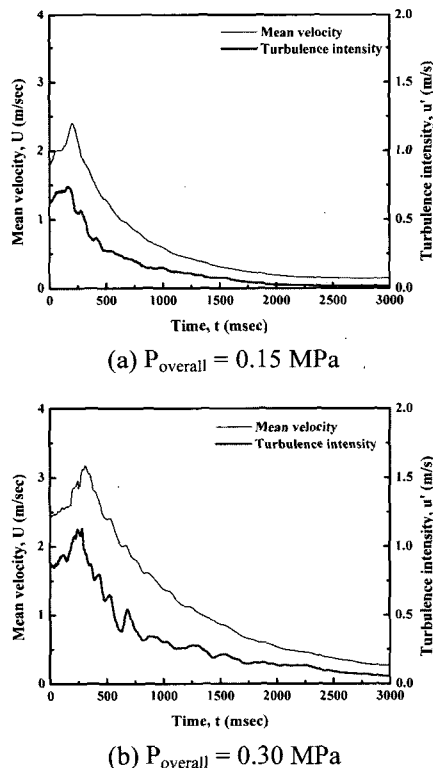 Mean velocity
Turbulence intensity
Mean velocity, U (m/sec)
4
3
2
1
0
Turbulence intensity, u' (m/s)
2.0
1.5
1.0
0.5
0.0
0 500 1000 1500 2000 2500 3000
Time, t (msec)
(a) Poverall = 0.15 MPa
Mean velocity
Turbulence intensity
Mean velocity, U (m/sec)
4
3
2
1
0
Turbulence intensity, u' (m/s)
2.0
1.5
1.0
0.5
0.0
0 500 1000 1500 2000 2500 3000
Time, t (msec)
(b) Poverall = 0.30 MPa